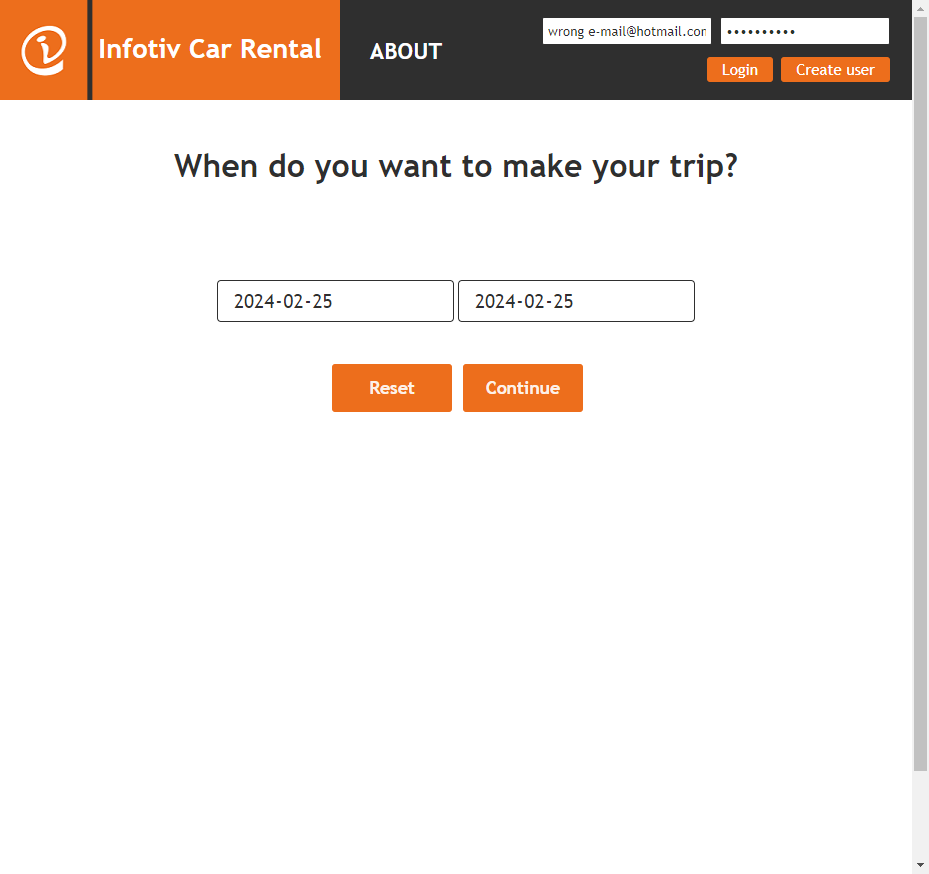 Infotiv Car Rental
ABOUT
wrong e-mail@hotmail.com
••••••••••
Login
Create user
When do you want to make your trip?
2024-02-25
2024-02-25
Reset
Continue